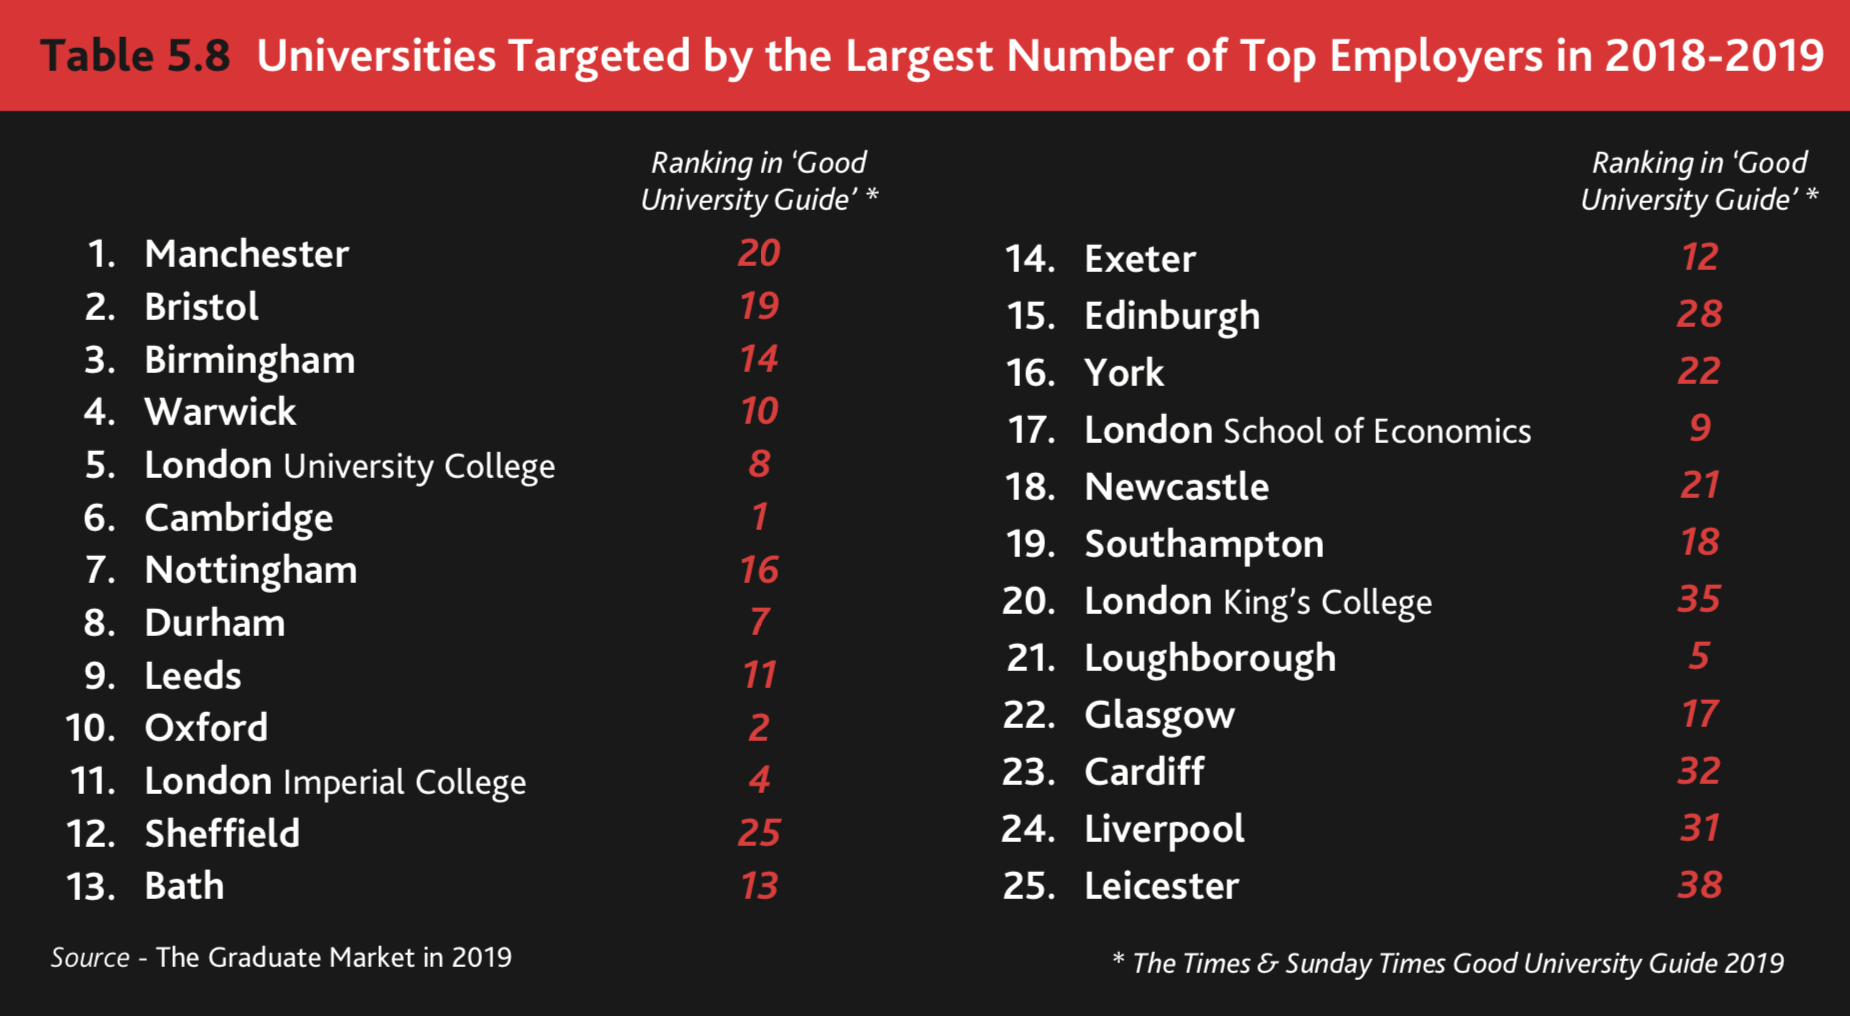 Table 5.8 Universities Targeted by the Largest Number of Top Employers in 2018-2019
Ranking in ‘Good
University Guide’ *
1. Manchester 20
2. Bristol 19
3. Birmingham 14
4. Warwick 10
5. London University College 8
6. Cambridge 1
7. Nottingham 16
8. Durham 7
9. Leeds 11
10. Oxford 2
11. London Imperial College 4
12. Sheffield 25
13. Bath 13
Ranking in ‘Good
University Guide’ *
14. Exeter 12
15. Edinburgh 28
16. York 22
17. London School of Economics 9
18. Newcastle 21
19. Southampton 18
20. London King’s College 35
21. Loughborough 5
22. Glasgow 17
23. Cardiff 32
24. Liverpool 31
25. Leicester 38
Source - The Graduate Market in 2019
* The Times & Sunday Times Good University Guide 2019